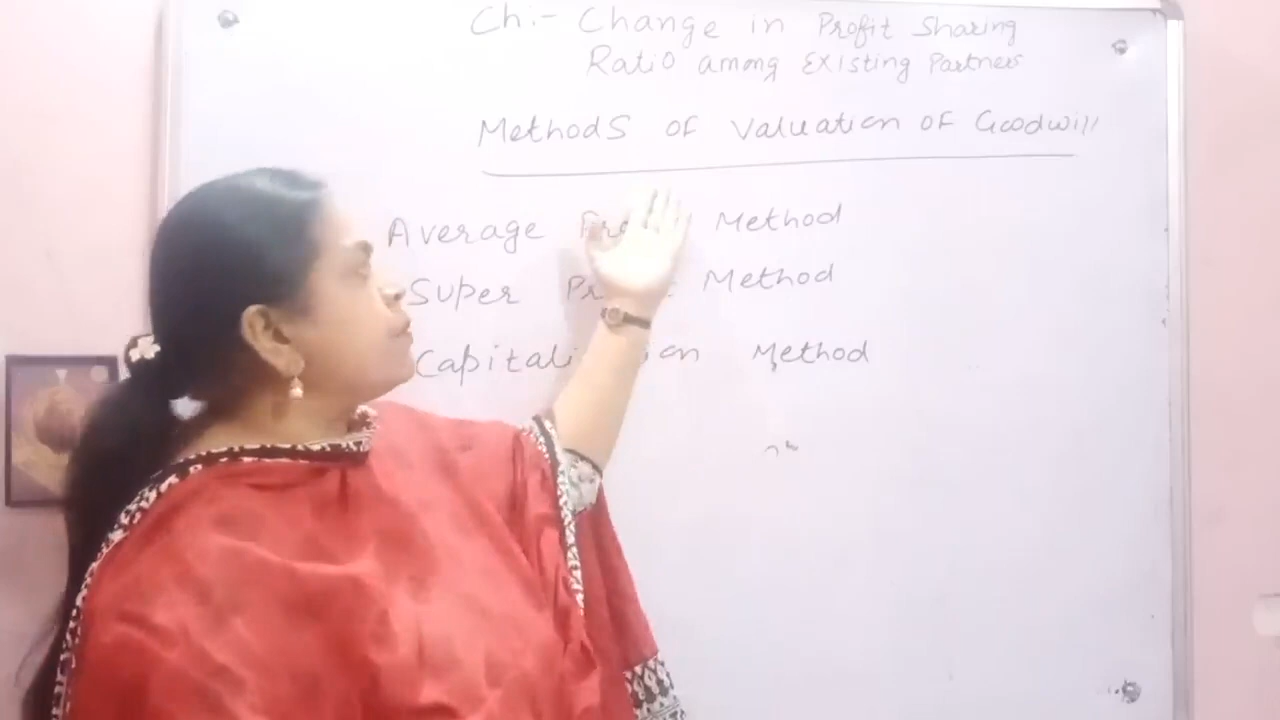 Ch:- Change in Profit Sharing
Ratio among Existing Partners
Methods of Valuation of Goodwill
Average Method
Super Method
Method